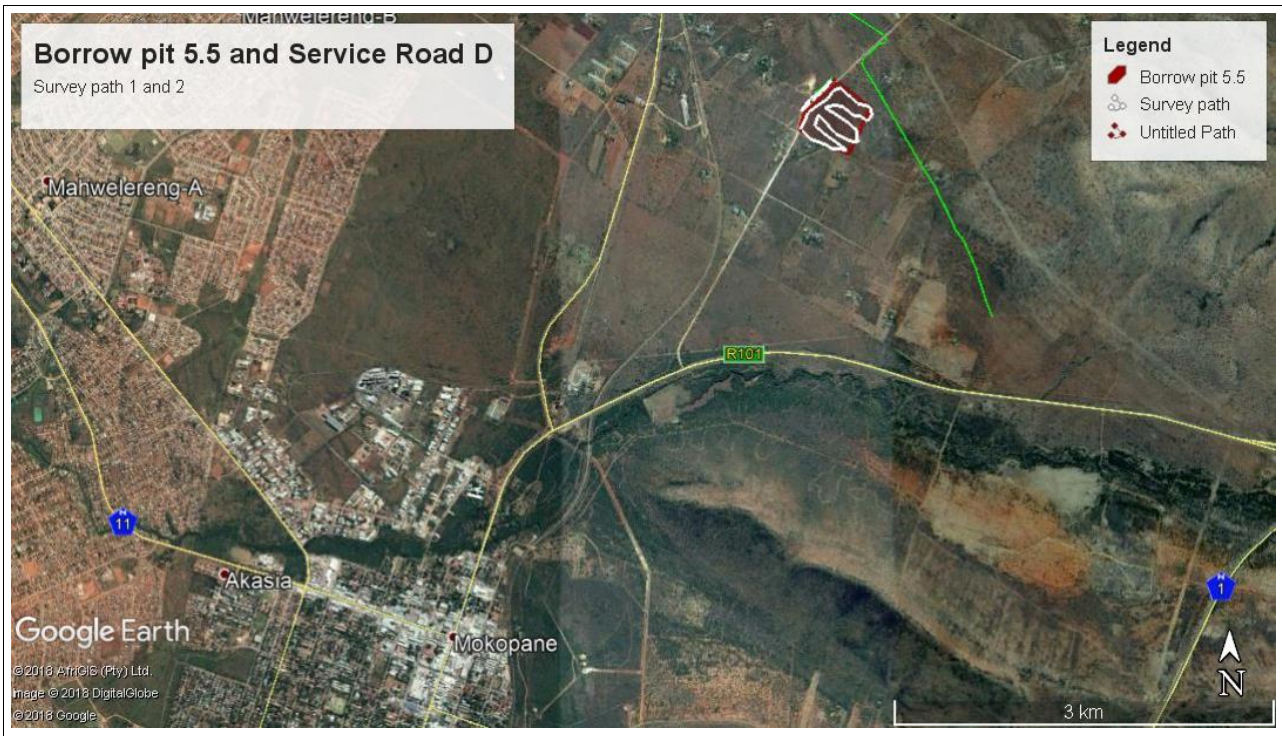 Mahwelereng-B
Borrow pit 5.5 and Service Road D
Survey path 1 and 2
Legend
Borrow pit 5.5
Survey path
Untitled Path
Mahwelereng-A
R101
N
11
Akasia
N
1
Google Earth
Mokopane
©2018 AfriGIS (Pty) Ltd.
Image © 2018 DigitalGlobe
©2018 Google
N
3 km